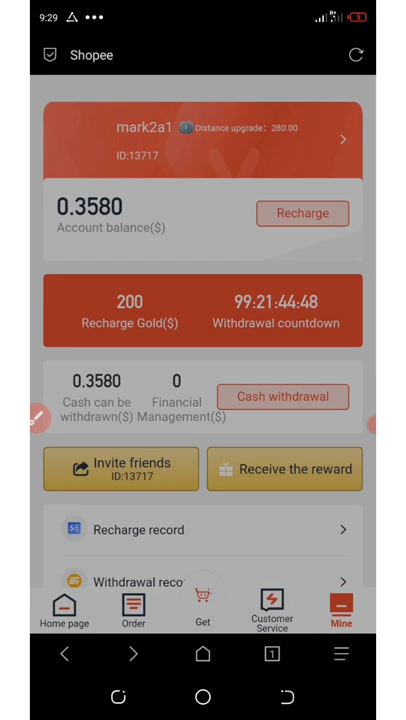 9:29
Shopee
mark2a1 Distance upgrade: 280.00
ID:13717
0.3580
Account balance($)
Recharge
200
Recharge Gold($)
99:21:44:48
Withdrawal countdown
0.3580
Cash can be
withdrawn($)
0
Financial
Management($)
Cash withdrawal
Invite friends
ID:13717
Receive the reward
Recharge record
Withdrawal reco
Home page
Order
Get
Customer
Service
Mine
1